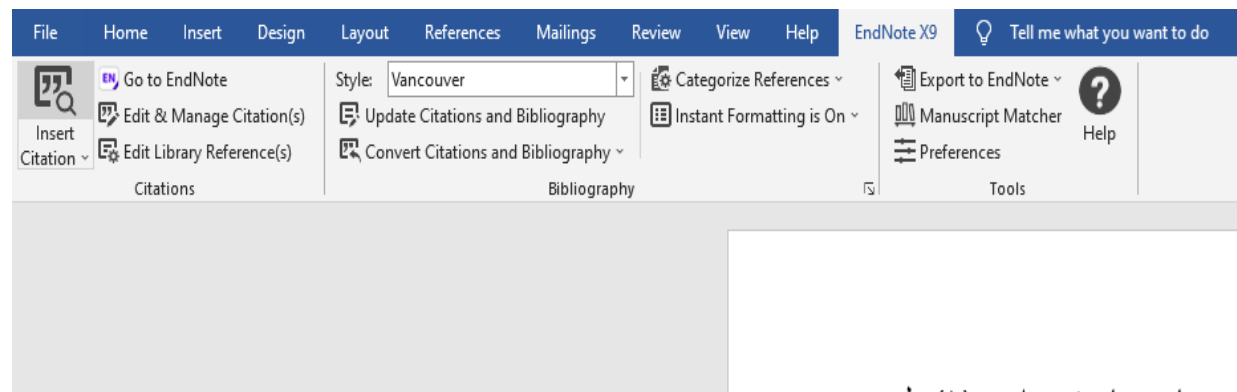 File Home Insert Design Layout References Mailings Review View Help EndNote X9 Tell me what you want to do
Insert Citation
Go to EndNote
Edit & Manage Citation(s)
Edit Library Reference(s)
Citations
Style: Vancouver
Update Citations and Bibliography
Convert Citations and Bibliography
Categorize References
Instant Formatting is On
Bibliography
Export to EndNote
Manuscript Matcher
Preferences
Help
Tools